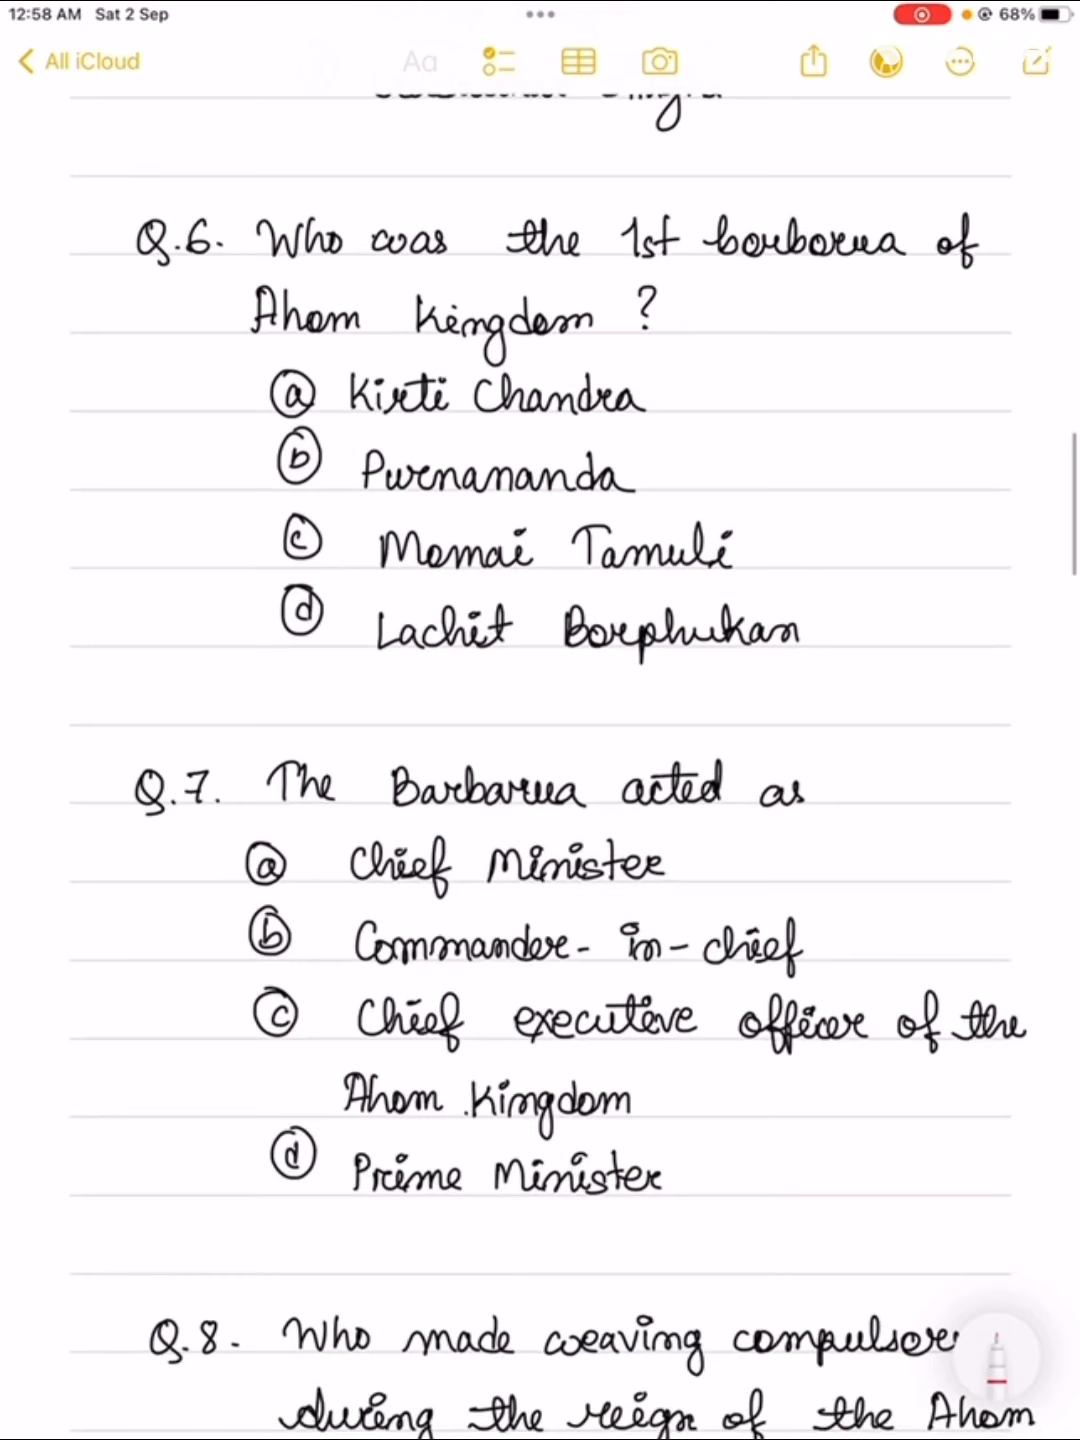 12:58 AM Sat 2 Sep
68%
All iCloud
Aa
Q.6. Who was the 1st borborua of
Ahom Kingdom ?
(a) Kirti Chandra
(b) Purnananda
(c) Momai Tamuli
(d) Lachit Borphukan
Q.7. The Barbarua acted as
(a) Chief Minister
(b) Commander-in-chief
(c) Chief executive officer of the
Ahom Kingdom
(d) Prime Minister
Q.8. Who made weaving
during the reign of the Ahom